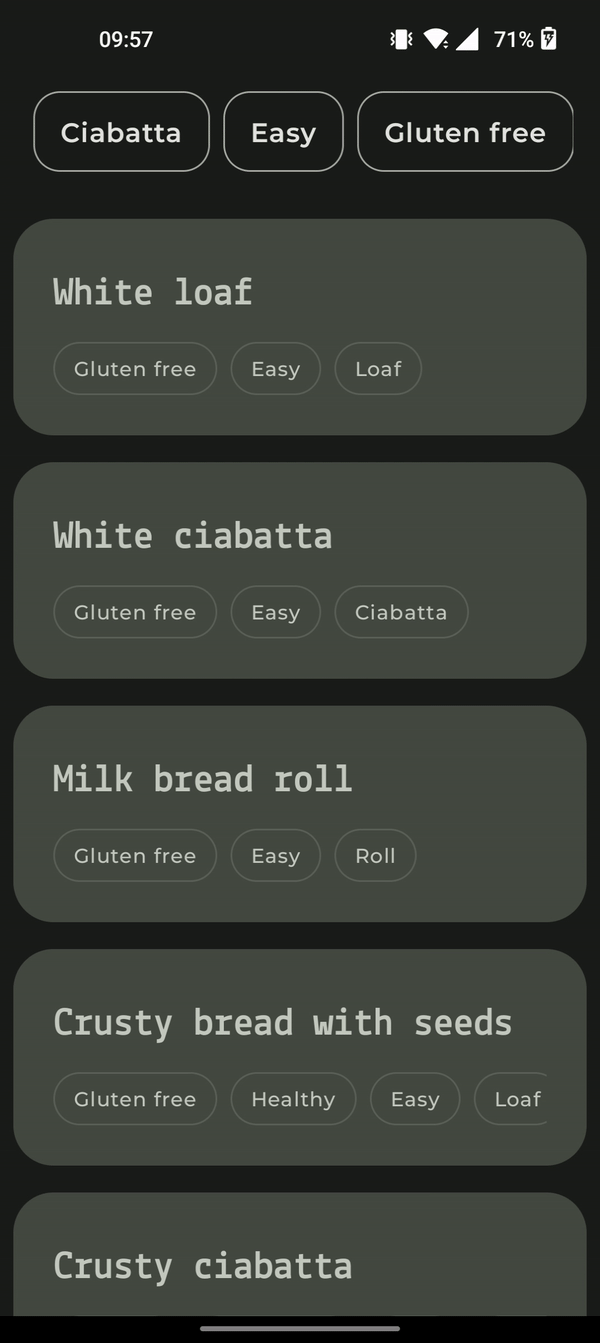 09:57 71%
Ciabatta Easy Gluten free
White loaf
Gluten free Easy Loaf
White ciabatta
Gluten free Easy Ciabatta
Milk bread roll
Gluten free Easy Roll
Crusty bread with seeds
Gluten free Healthy Easy Loaf
Crusty ciabatta